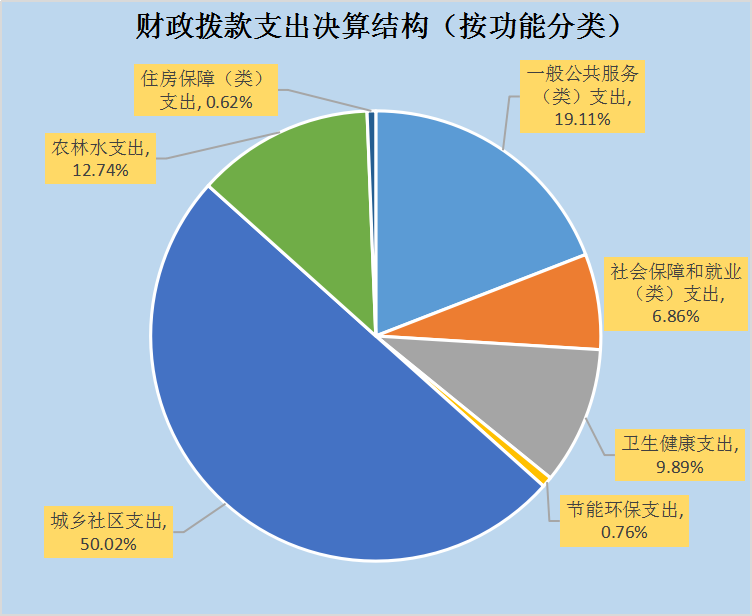 财政拨款支出决算结构（按功能分类）
住房保障（类）
支出, 0.62%
一般公共服务
（类）支出,
19.11%
农林水支出,
12.74%
社会保障和就业
（类）支出,
6.86%
卫生健康支出,
9.89%
节能环保支出,
0.76%
城乡社区支出,
50.02%